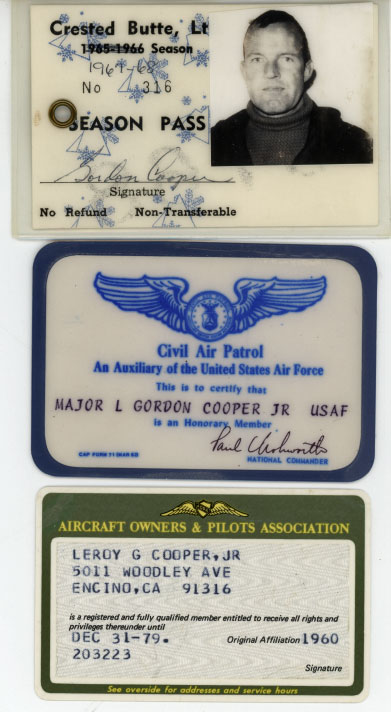 Crested Butte, Lt
1965-1966 Season
1967-68
No 316
SEASON PASS
Gordon Cooper
Signature
No Refund Non-Transferable
Civil Air Patrol
An Auxiliary of the United States Air Force
This is to certify that
MAJOR L GORDON COOPER JR USAF
is an Honorary Member
CAP FORM 71
NATIONAL COMMANDER
AIRCRAFT OWNERS & PILOTS ASSOCIATION
LEROY G COOPER,JR
5011 WOODLEY AVE
ENCINO,CA 91316
is a registered and fully qualified member entitled to receive all rights and
privileges thereunder until
DEC 31-79. Original Affiliation 1960
203223
Signature
See overside for addresses and service hours